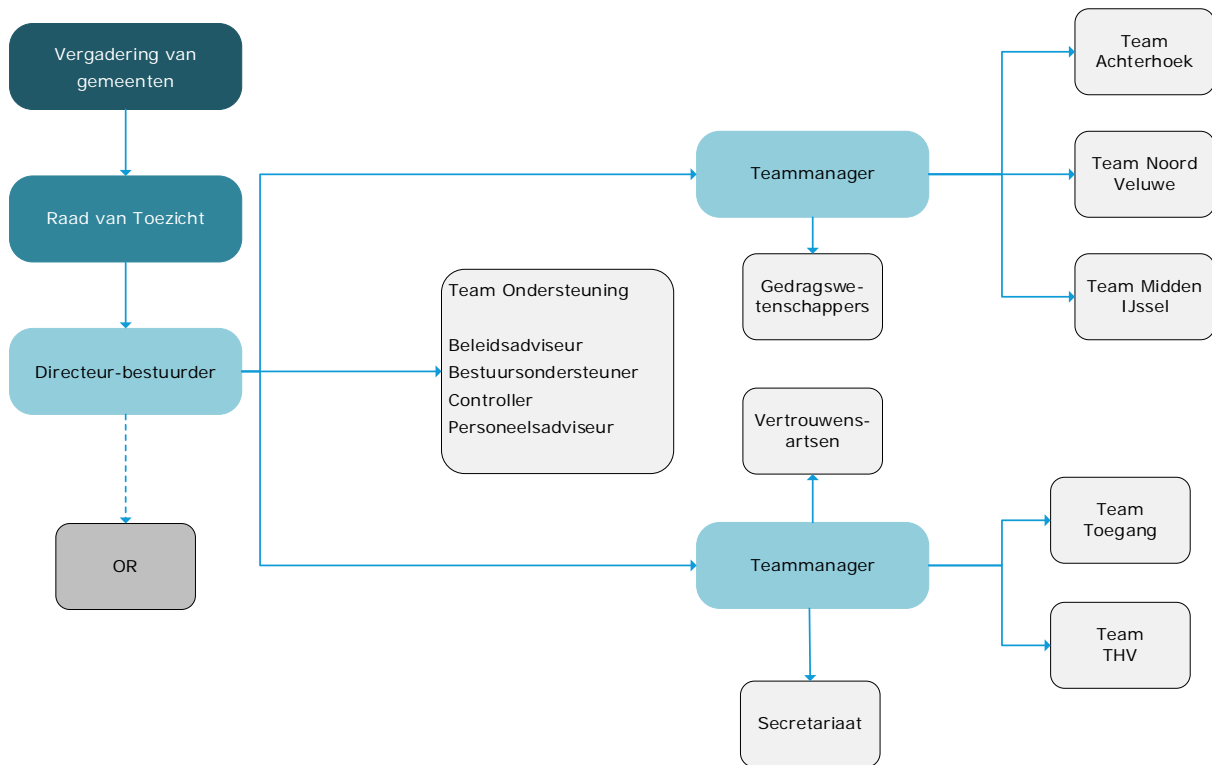 Vergadering van
gemeenten
Raad van Toezicht
Directeur-bestuurder
OR
Team Ondersteuning
Beleidsadviseur
Bestuursondersteuner
Controller
Personeelsadviseur
Teammanager
Gedragswe-
tenschappers
Team
Achterhoek
Team Noord
Veluwe
Team Midden
IJssel
Vertrouwens-
artsen
Teammanager
Secretariaat
Team
Toegang
Team
THV